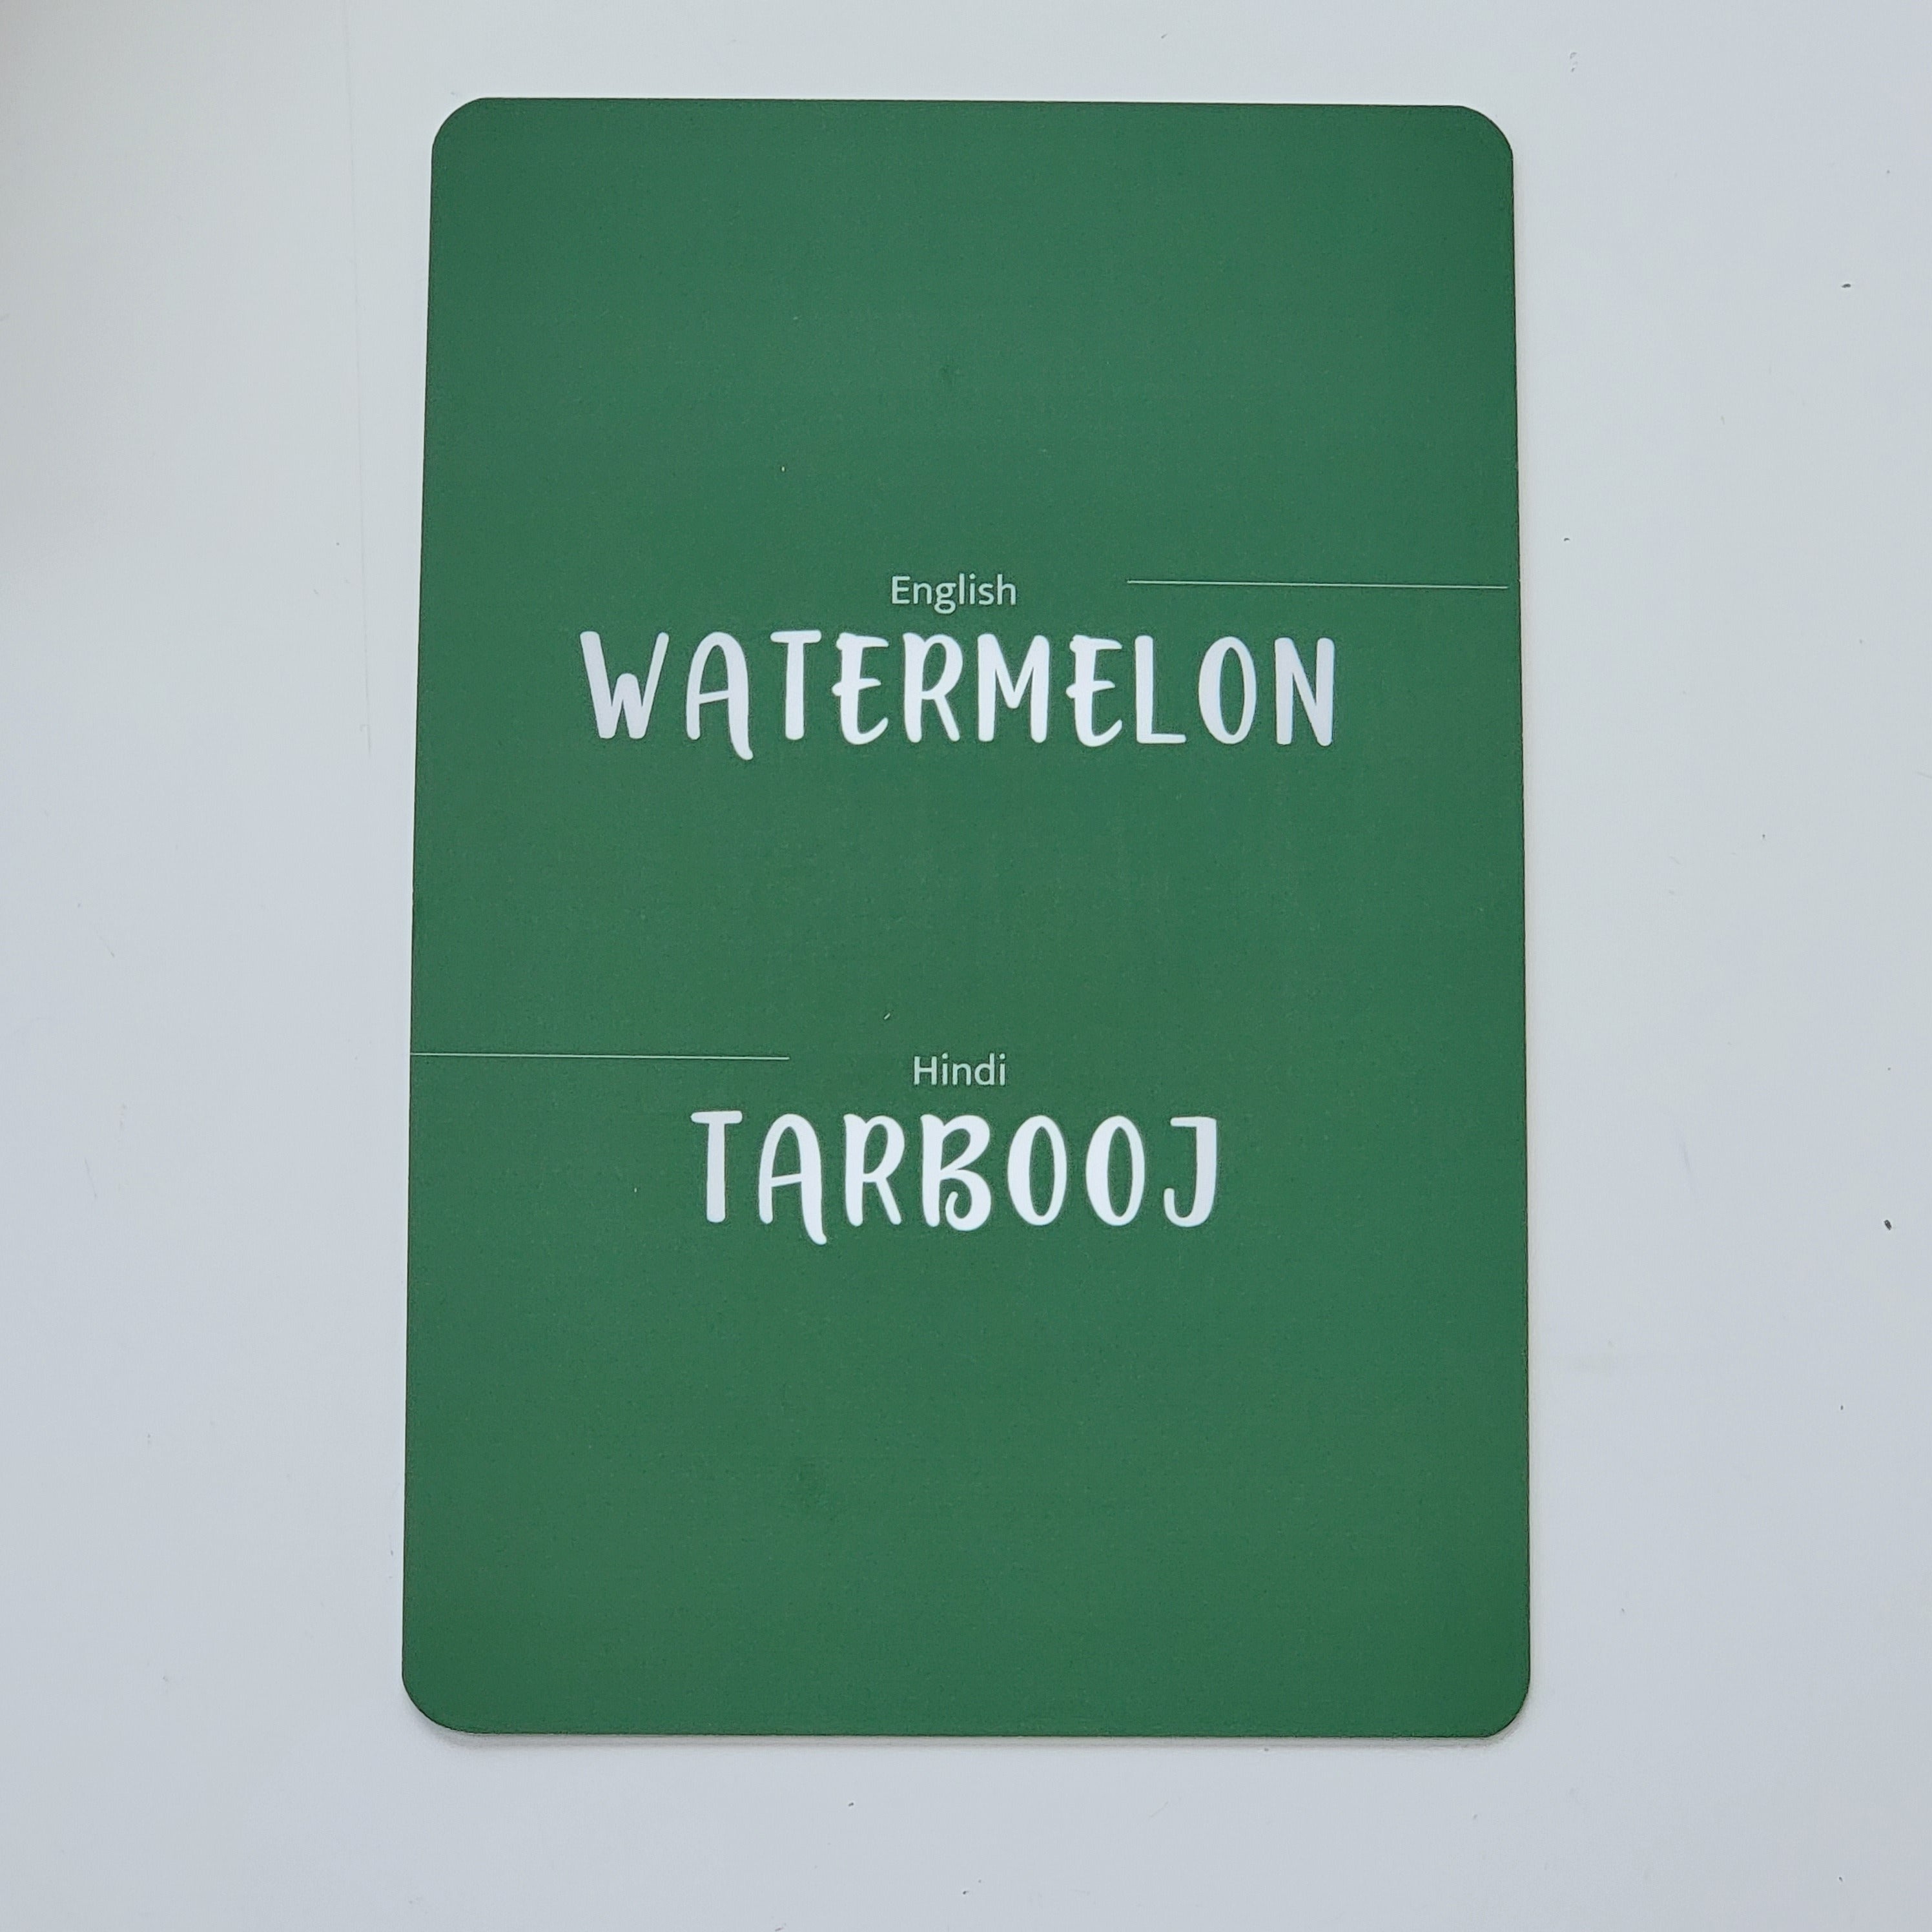 English
WATERMELON
Hindi
TARBOOJ